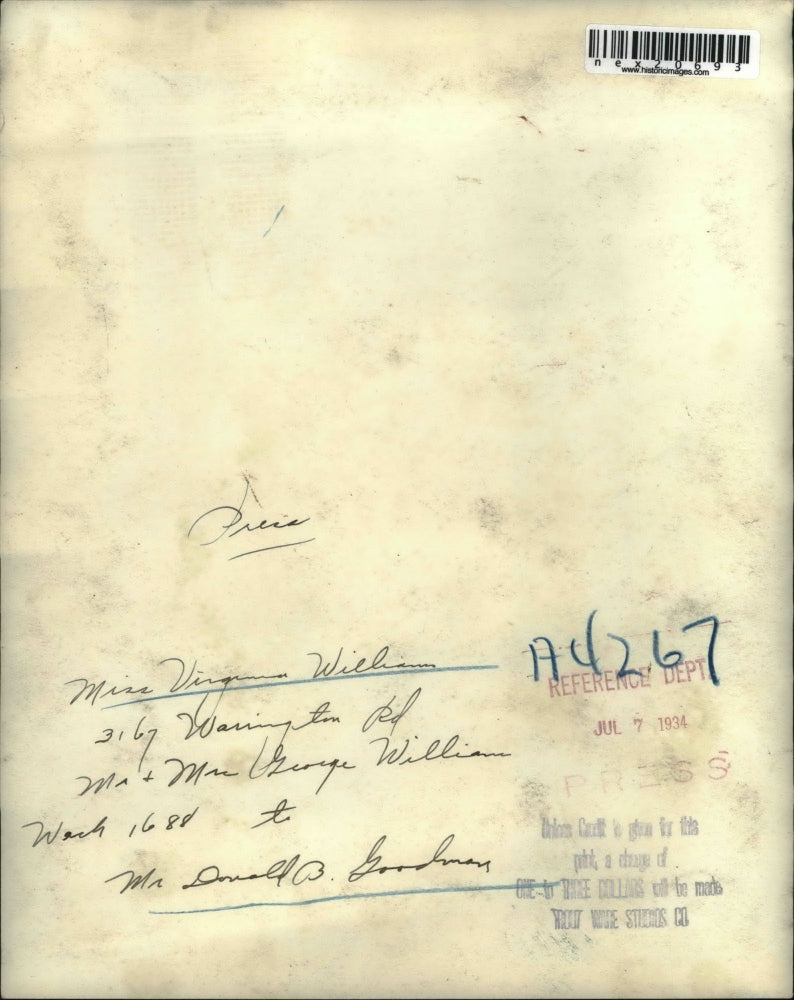 nex20693
www.historicimages.com
Press
Miss Virginia William
3167 Warrington Rd
Mr + Mrs George William
Wash 1688 to
Mr Donald B. Goodman
A4267
REFERENCE DEPT.
JUL 7 1934
PRESS
Unless Credit is given for this
print, a charge of
ONE to THREE DOLLARS will be made
TROUT WARE STUDIOS CO